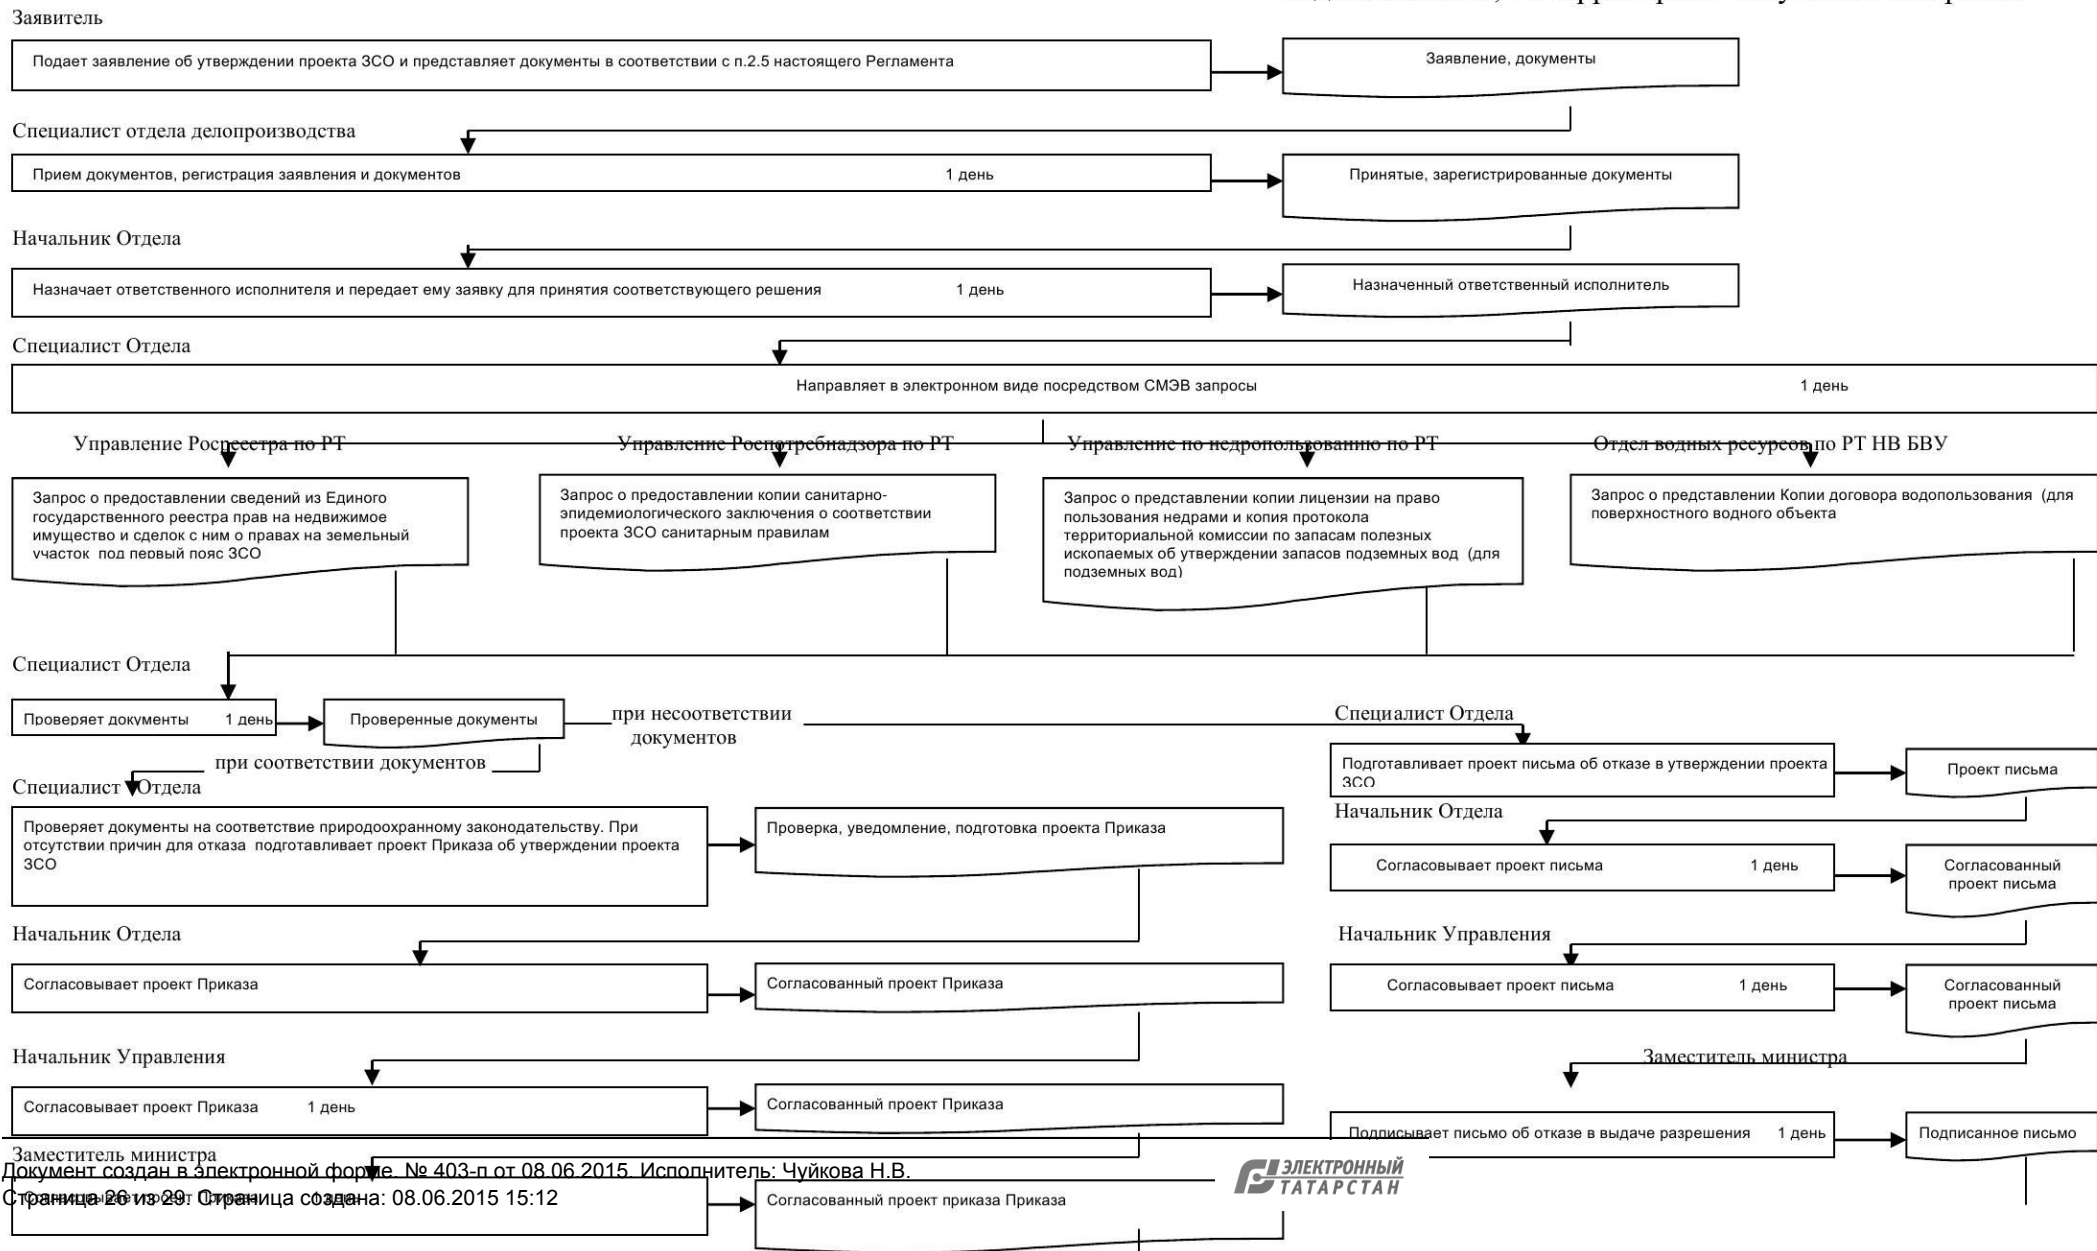 Заявитель
Подает заявление об утверждении проекта ЗСО и представляет документы в соответствии с п.2.5 настоящего Регламента
Заявление, документы
Специалист отдела делопроизводства
Прием документов, регистрация заявления и документов 1 день
Принятые, зарегистрированные документы
Начальник Отдела
Назначает ответственного исполнителя и передает ему заявку для принятия соответствующего решения 1 день
Назначенный ответственный исполнитель
Специалист Отдела
Направляет в электронном виде посредством СМЭВ запросы 1 день
Управление Росреестра по РТ
Управление Роспотребнадзора по РТ
Управление по недропользованию по РТ
Отдел водных ресурсов по РТ НВ БВУ
Запрос о предоставлении сведений из Единого
государственного реестра прав на недвижимое
имущество и сделок с ним о правах на земельный
участок под первый пояс ЗСО
Запрос о предоставлении копии санитарно-
эпидемиологического заключения о соответствии
проекта ЗСО санитарным правилам
Запрос о представлении копии лицензии на право
пользования недрами и копия протокола
территориальной комиссии по запасам полезных
ископаемых об утверждении запасов подземных вод (для
подземных вод)
Запрос о представлении Копии договора водопользования (для
поверхностного водного объекта
Специалист Отдела
Проверяет документы 1 день
Проверенные документы
при несоответствии
документов
при соответствии документов
Специалист Отдела
Подготавливает проект письма об отказе в утверждении проекта
ЗСО
Проект письма
Специалист Отдела
Проверяет документы на соответствие природоохранному законодательству. При
отсутствии причин для отказа подготавливает проект Приказа об утверждении проекта
ЗСО
Проверка, уведомление, подготовка проекта Приказа
Начальник Отдела
Согласовывает проект письма 1 день
Согласованный
проект письма
Начальник Отдела
Согласовывает проект Приказа
Согласованный проект Приказа
Начальник Управления
Согласовывает проект письма 1 день
Согласованный
проект письма
Начальник Управления
Согласовывает проект Приказа 1 день
Согласованный проект Приказа
Заместитель министра
Подписывает письмо об отказе в выдаче разрешения 1 день
Подписанное письмо
Заместитель министра
Документ создан в электронной форме. № 403-п от 08.06.2015. Исполнитель: Чуйкова Н.В.
Страница 26 из 29. Страница создана: 08.06.2015 15:12
ЭЛЕКТРОННЫЙ
ТАТАРСТАН
Согласованный проект приказа Приказа